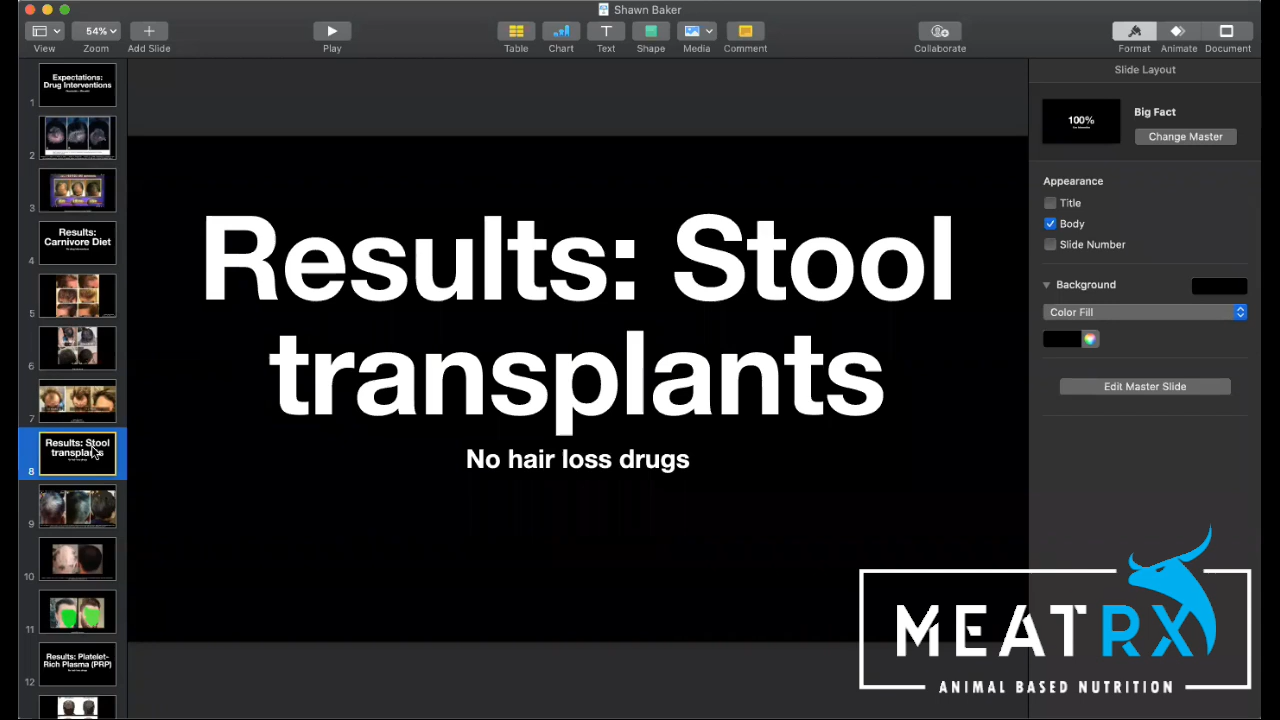 Shawn Baker
54%
View
Zoom
Add Slide
Play
Table
Chart
Text
Shape
Media
Comment
Collaborate
Format
Animate
Document
Expectations:
Drug Interventions
1
2
3
Results:
Carnivore Diet
4
5
6
7
Results: Stool
transplants
8
9
10
11
Results: Platelet-
Rich Plasma (PRP)
12
Results: Stool
transplants
No hair loss drugs
Slide Layout
100%
Big Fact
Change Master
Appearance
Title
Body
Slide Number
Background
Color Fill
Edit Master Slide
MEATRX
ANIMAL BASED NUTRITION